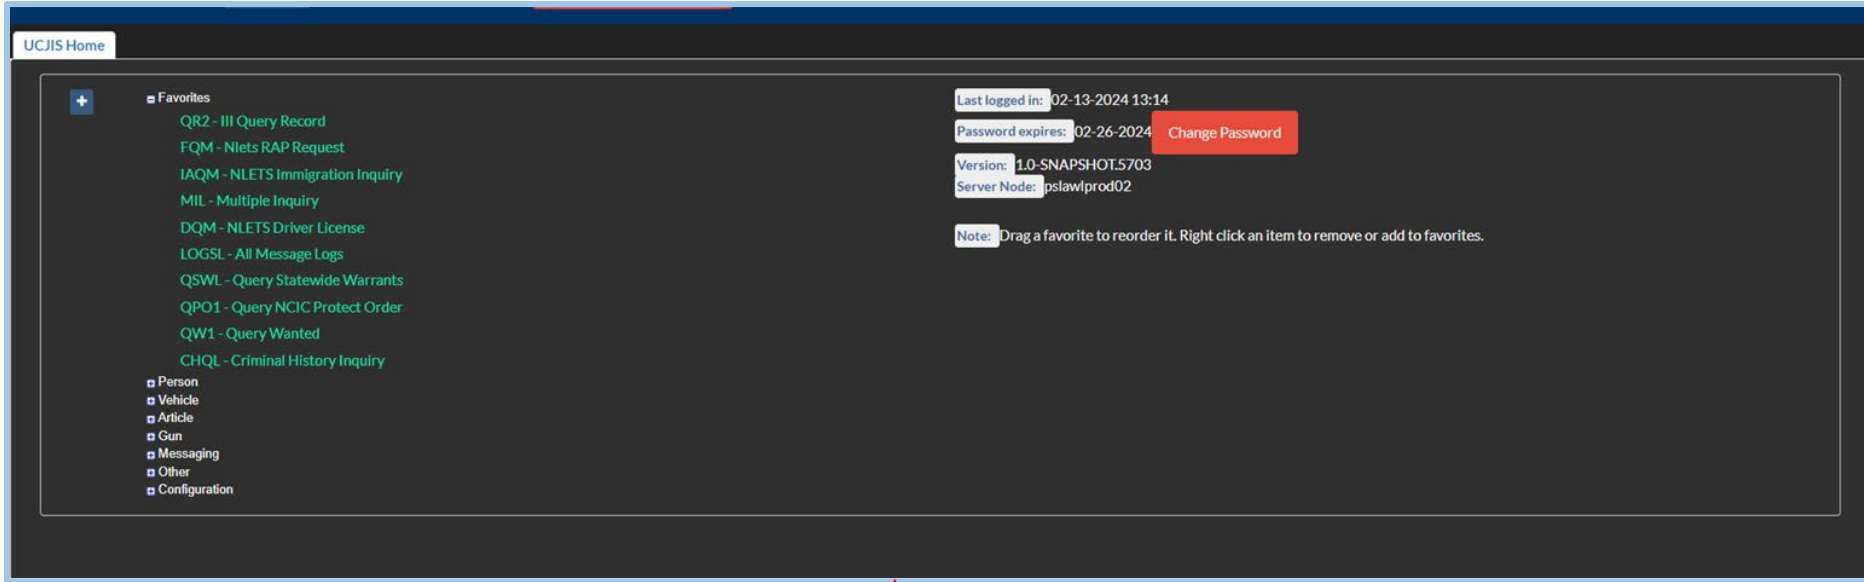 UCJIS Home
Favorites
QR2 - III Query Record
FQM - Nlets RAP Request
IAQM - NLETS Immigration Inquiry
MIL - Multiple Inquiry
DQM - NLETS Driver License
LOGSL - All Message Logs
QSWL - Query Statewide Warrants
QPO1 - Query NCIC Protect Order
QW1 - Query Wanted
CHQL - Criminal History Inquiry
Person
Vehicle
Article
Gun
Messaging
Other
Configuration
Last logged in: 02-13-2024 13:14
Password expires: 02-26-2024 Change Password
Version: 1.0-SNAPSHOT.5703
Server Node: pslawlprod02
Note: Drag a favorite to reorder it. Right click an item to remove or add to favorites.